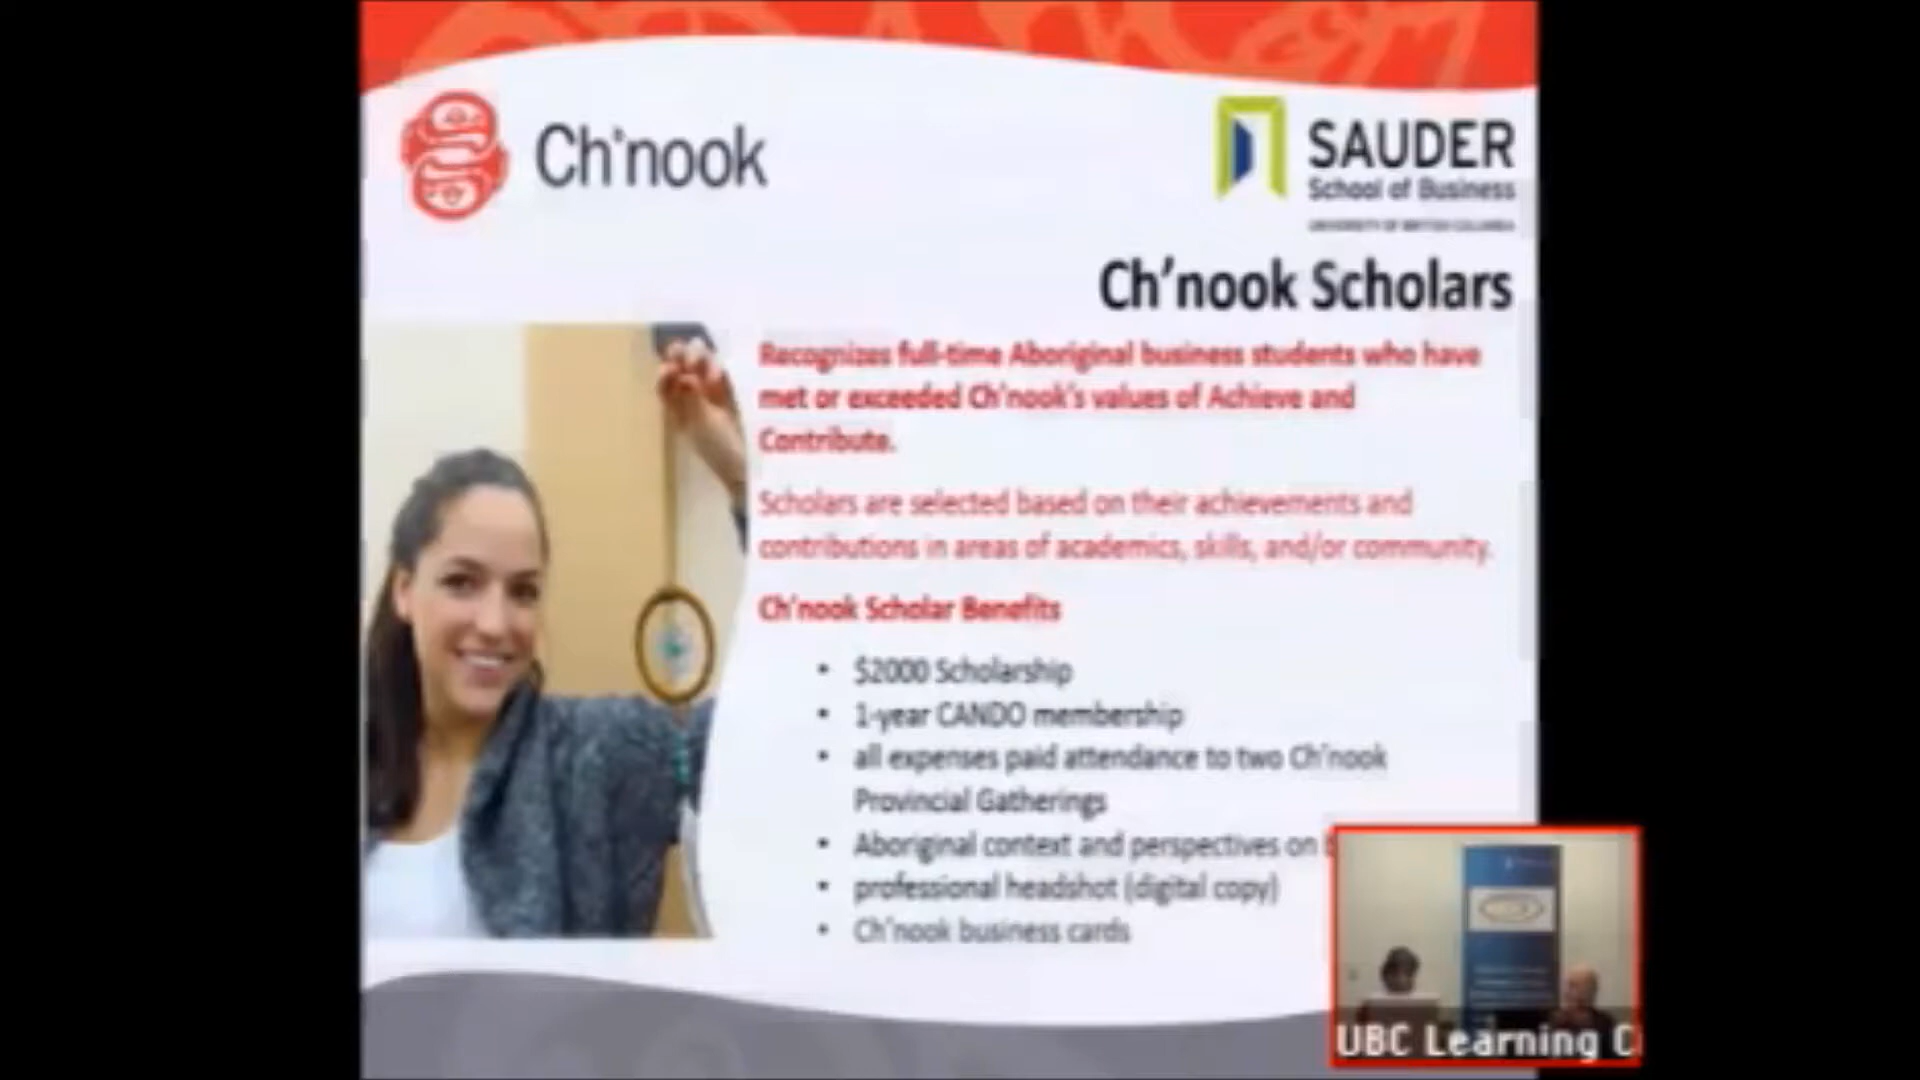 Ch'nook
SAUDER
School of Business
UNIVERSITY OF BRITISH COLUMBIA
Ch'nook Scholars
Recognizes full-time Aboriginal business students who have
met or exceeded Ch'nook's values of Achieve and
Contribute.
Scholars are selected based on their achievements and
contributions in areas of academics, skills, and/or community.
Ch'nook Scholar Benefits
• $2000 Scholarship
• 1-year CANDO membership
• all expenses paid attendance to two Ch'nook
Provincial Gatherings
• Aboriginal context and perspectives on
• professional headshot (digital copy)
• Ch'nook business cards
UBC Learning C